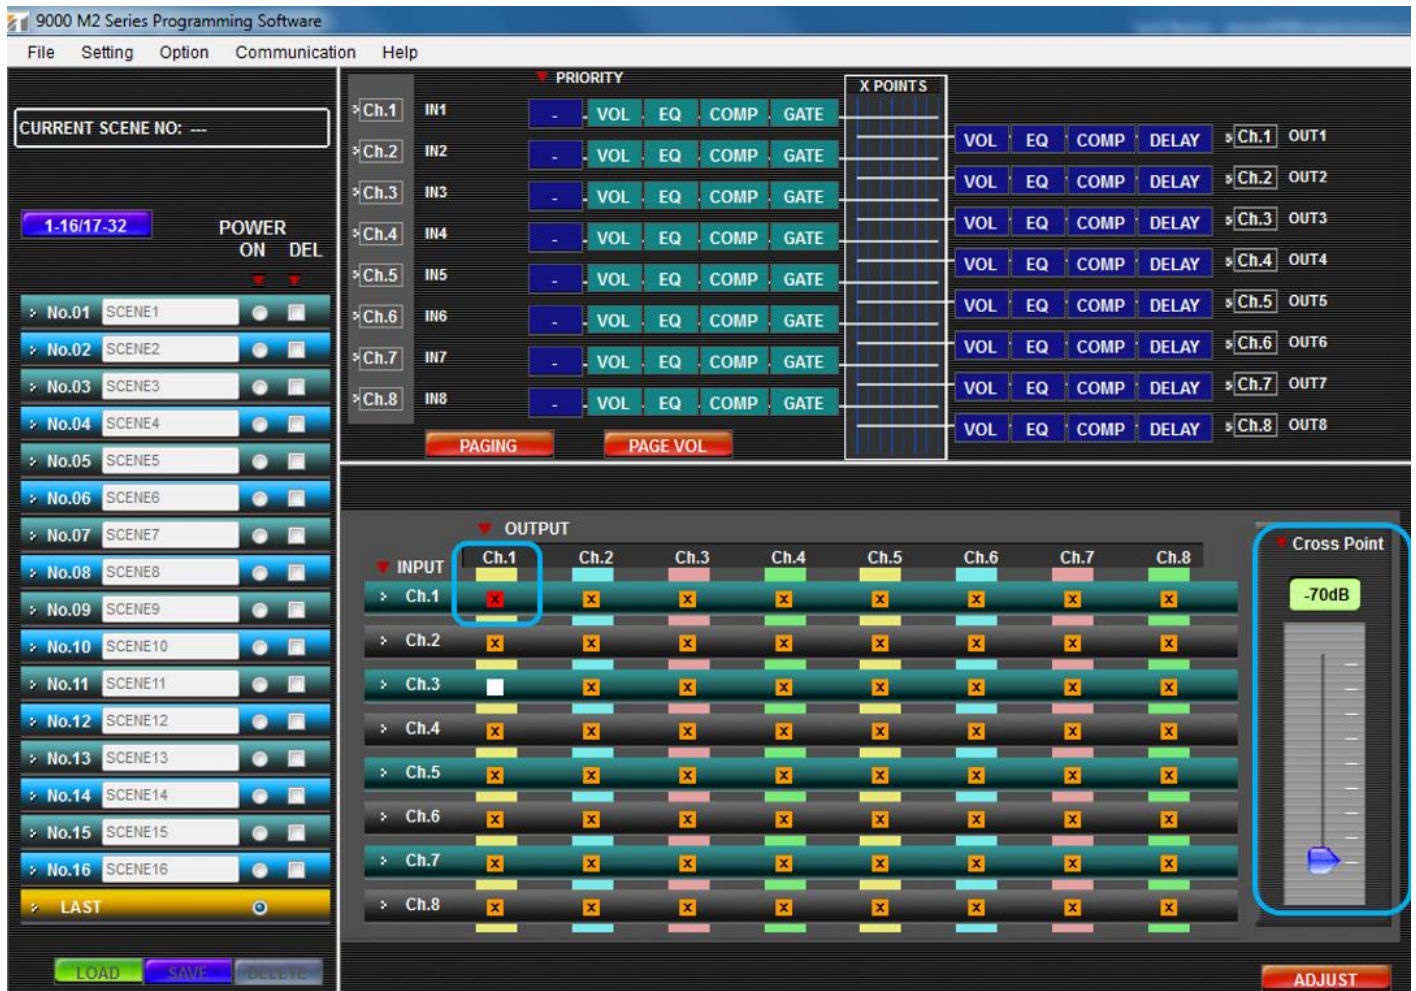 9000 M2 Series Programming Software
File Setting Option Communication Help
CURRENT SCENE NO: ---
1-16/17-32
POWER
ON DEL
No.01 SCENE1
No.02 SCENE2
No.03 SCENE3
No.04 SCENE4
No.05 SCENE5
No.06 SCENE6
No.07 SCENE7
No.08 SCENE8
No.09 SCENE9
No.10 SCENE10
No.11 SCENE11
No.12 SCENE12
No.13 SCENE13
No.14 SCENE14
No.15 SCENE15
No.16 SCENE16
LAST
LOAD SAVE DELETE
PRIORITY
X POINTS
Ch.1 IN1 - VOL EQ COMP GATE
Ch.2 IN2 - VOL EQ COMP GATE
Ch.3 IN3 - VOL EQ COMP GATE
Ch.4 IN4 - VOL EQ COMP GATE
Ch.5 IN5 - VOL EQ COMP GATE
Ch.6 IN6 - VOL EQ COMP GATE
Ch.7 IN7 - VOL EQ COMP GATE
Ch.8 IN8 - VOL EQ COMP GATE
VOL EQ COMP DELAY Ch.1 OUT1
VOL EQ COMP DELAY Ch.2 OUT2
VOL EQ COMP DELAY Ch.3 OUT3
VOL EQ COMP DELAY Ch.4 OUT4
VOL EQ COMP DELAY Ch.5 OUT5
VOL EQ COMP DELAY Ch.6 OUT6
VOL EQ COMP DELAY Ch.7 OUT7
VOL EQ COMP DELAY Ch.8 OUT8
PAGING PAGE VOL
OUTPUT
INPUT Ch.1 Ch.2 Ch.3 Ch.4 Ch.5 Ch.6 Ch.7 Ch.8
Ch.1 X X X X X X X X
Ch.2 X X X X X X X X
Ch.3 X X X X X X X
Ch.4 X X X X X X X X
Ch.5 X X X X X X X X
Ch.6 X X X X X X X X
Ch.7 X X X X X X X X
Ch.8 X X X X X X X X
Cross Point
-70dB
ADJUST